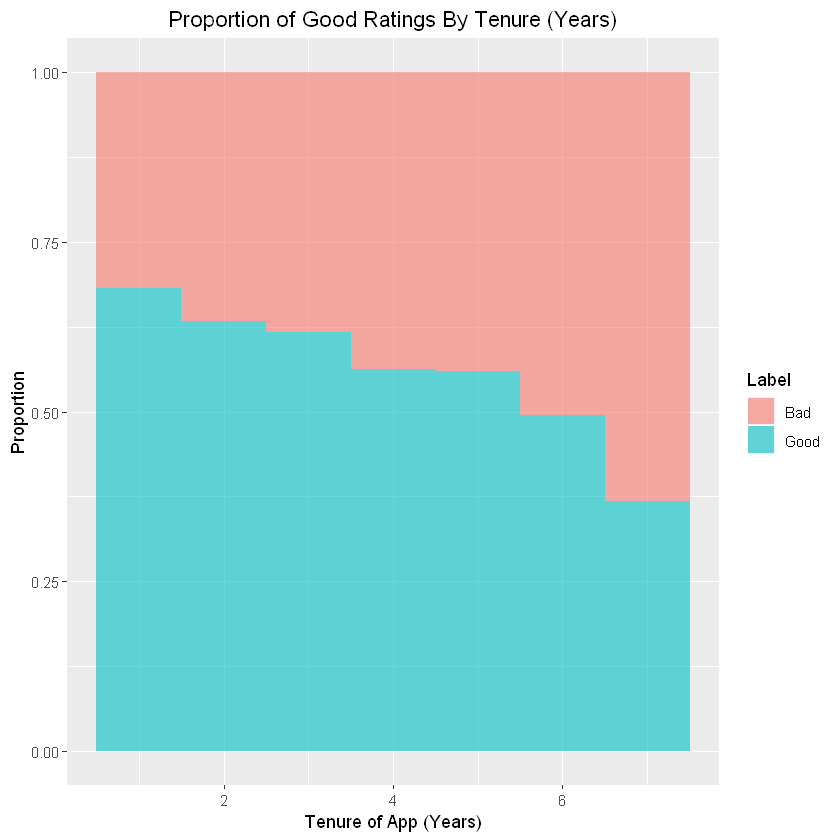 Proportion of Good Ratings By Tenure (Years)
1.00
0.75
0.50
0.25
0.00
Proportion
2 4 6
Tenure of App (Years)
Label
Bad
Good